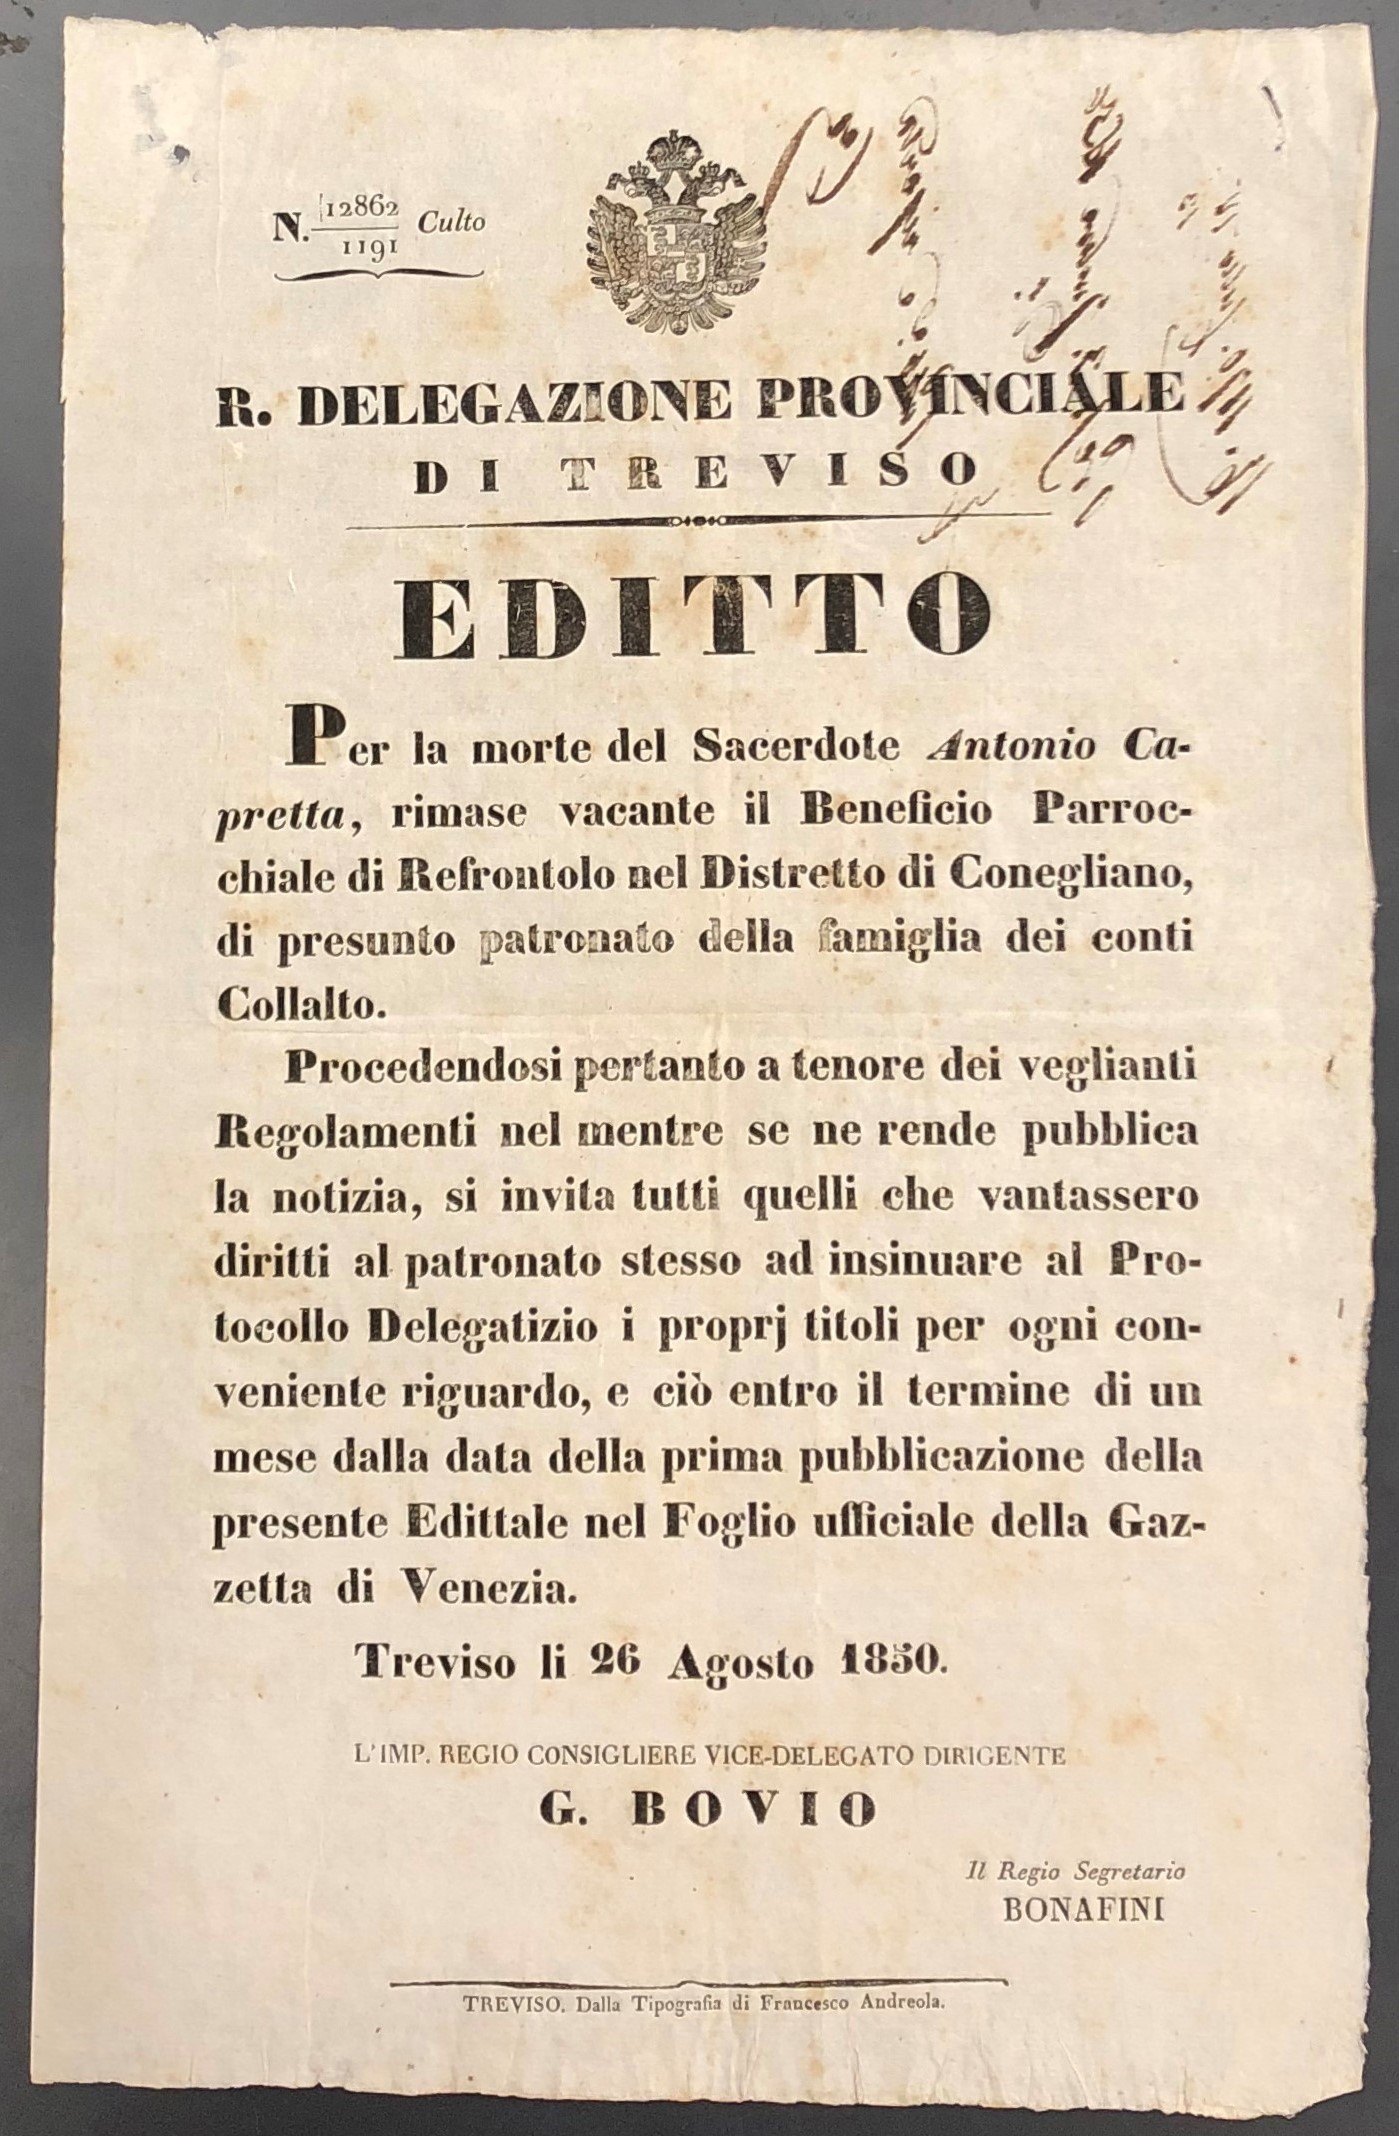 N. 12862/1191 Culto
R. DELEGAZIONE PROVINCIALE
DI TREVISO
EDITTO
Per la morte del Sacerdote Antonio Ca-
pretta, rimase vacante il Beneficio Parroc-
chiale di Refrontolo nel Distretto di Conegliano,
di presunto patronato della famiglia dei conti
Collalto.
Procedendosi pertanto a tenore dei veglianti
Regolamenti nel mentre se ne rende pubblica
la notizia, si invita tutti quelli che vantassero
diritti al patronato stesso ad insinuare al Pro-
tocollo Delegatizio i proprj titoli per ogni con-
veniente riguardo, e ciò entro il termine di un
mese dalla data della prima pubblicazione della
presente Edittale nel Foglio ufficiale della Gaz-
zetta di Venezia.
Treviso li 26 Agosto 1850.
L'IMP. REGIO CONSIGLIERE VICE-DELEGATO DIRIGENTE
G. BOVIO
Il Regio Segretario
BONAFINI
TREVISO. Dalla Tipografia di Francesco Andreola.